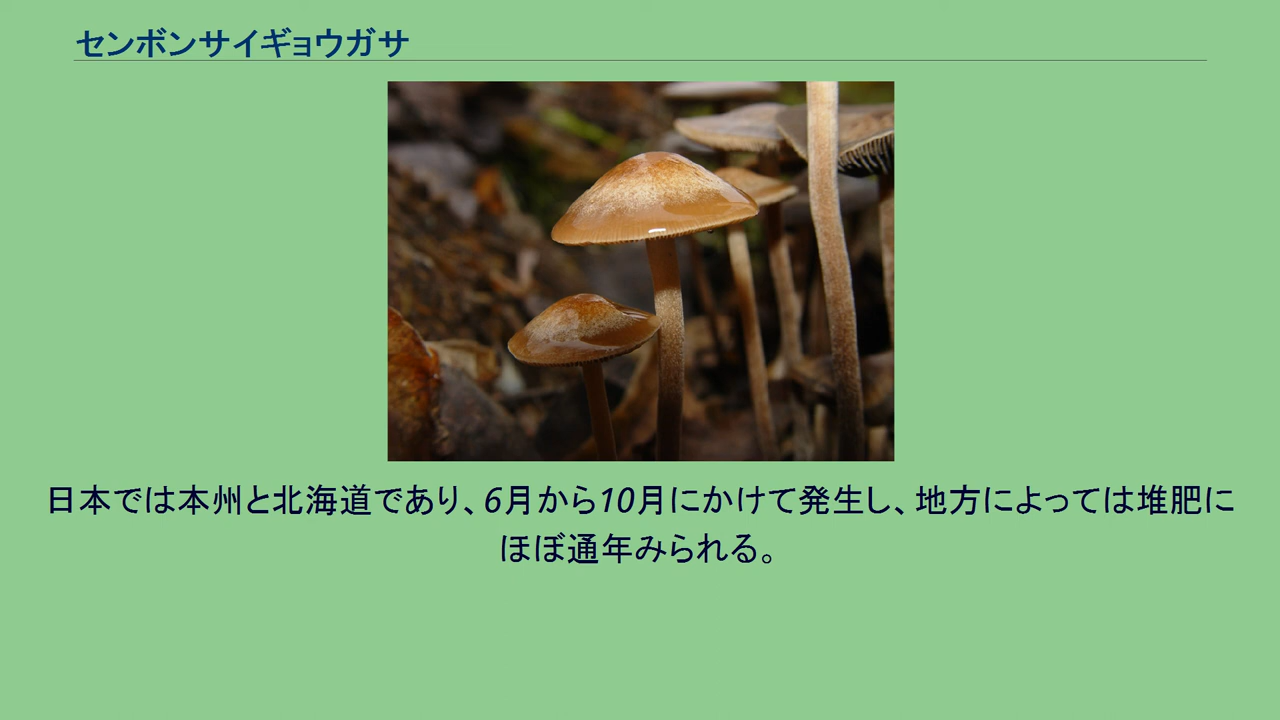 センボンサイギョウガサ
日本では本州と北海道であり、6月から10月にかけて発生し、地方によっては堆肥に
ほぼ通年みられる。